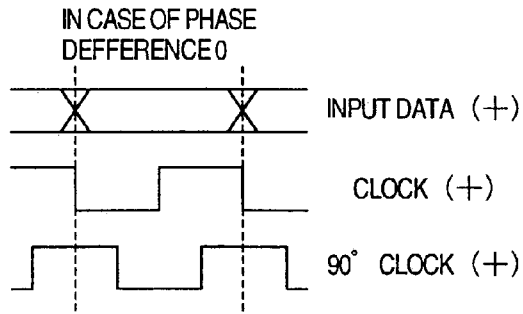 IN CASE OF PHASE
DEFFERENCE 0
INPUT DATA (+)
CLOCK (+)
90° CLOCK (+)